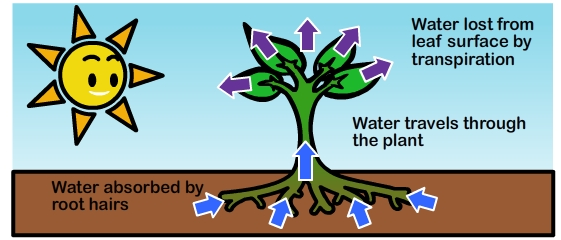 Water lost from
leaf surface by
transpiration
Water travels through
the plant
Water absorbed by
root hairs